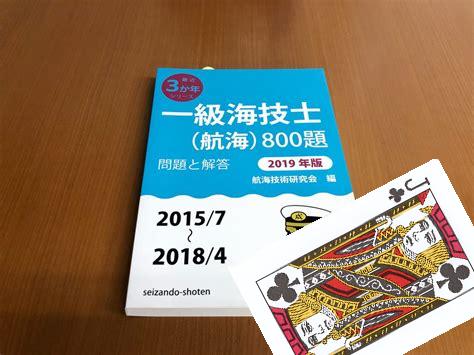 最近
3か年
シリーズ
一級海技士
（航海）800題
問題と解答
2019年版
航海技術研究会 編
2015/7
～
2018/4
seizando-shoten
J